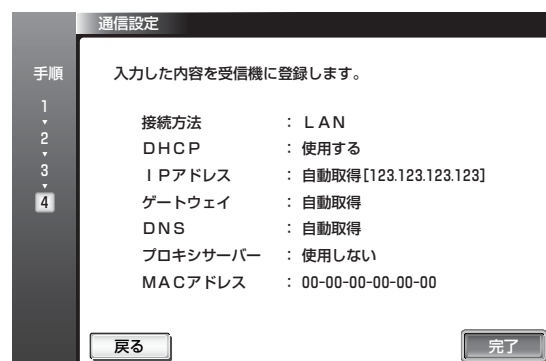 通信設定
手順
1
2
3
4
入力した内容を受信機に登録します。
接続方法 : LAN
DHCP : 使用する
IPアドレス : 自動取得[123.123.123.123]
ゲートウェイ : 自動取得
DNS : 自動取得
プロキシサーバー : 使用しない
MACアドレス : 00-00-00-00-00-00
戻る
完了